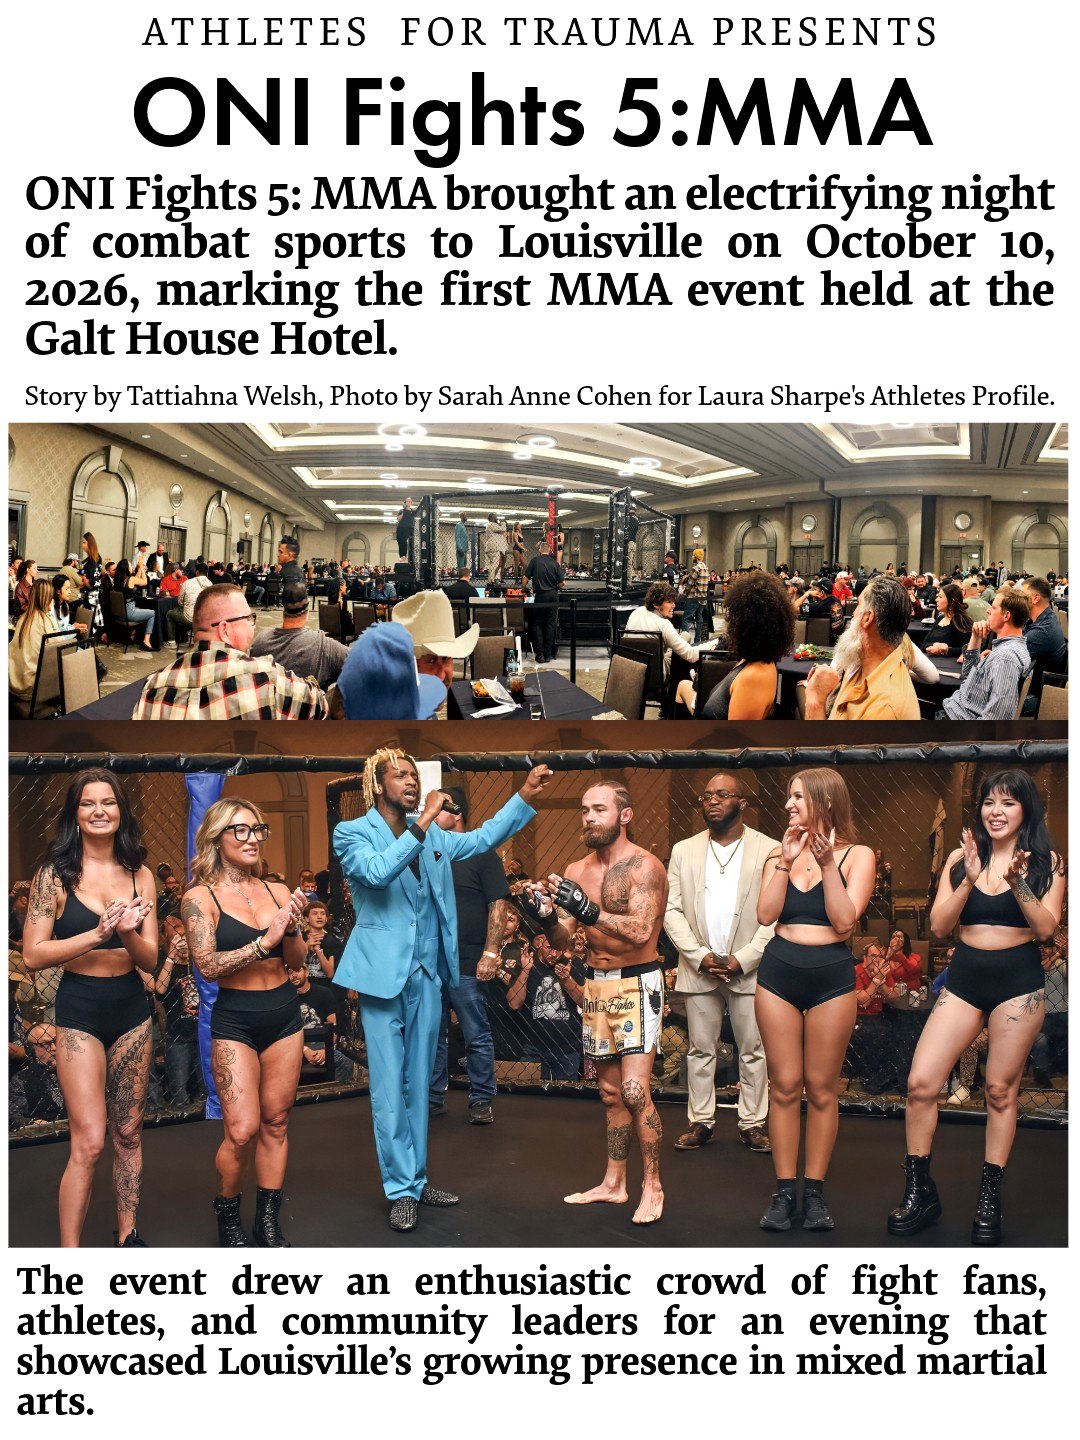 ATHLETES FOR TRAUMA PRESENTS
ONI Fights 5:MMA
ONI Fights 5: MMA brought an electrifying night
of combat sports to Louisville on October 10,
2026, marking the first MMA event held at the
Galt House Hotel.
Story by Tattiahna Welsh, Photo by Sarah Anne Cohen for Laura Sharpe's Athletes Profile.
Oni Fights
The event drew an enthusiastic crowd of fight fans,
athletes, and community leaders for an evening that
showcased Louisville’s growing presence in mixed martial
arts.